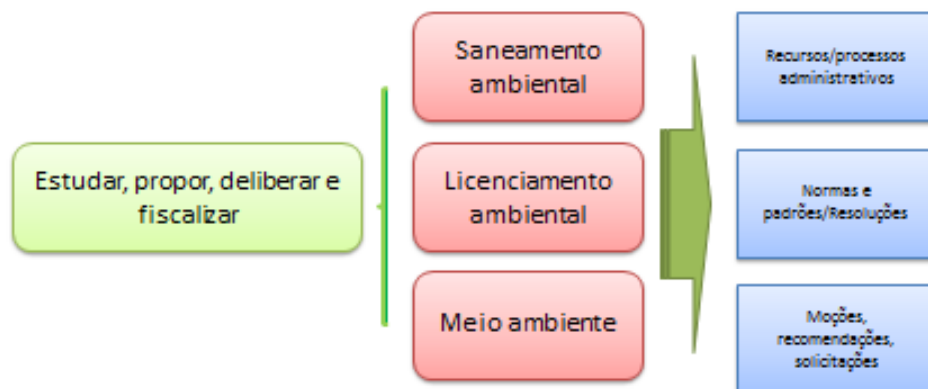 Estudar, propor, deliberar e
fiscalizar
Saneamento
ambiental
Licenciamento
ambiental
Meio ambiente
Recursos/processos
administrativos
Normas e
padrões/Resoluções
Moções,
recomendações,
solicitações